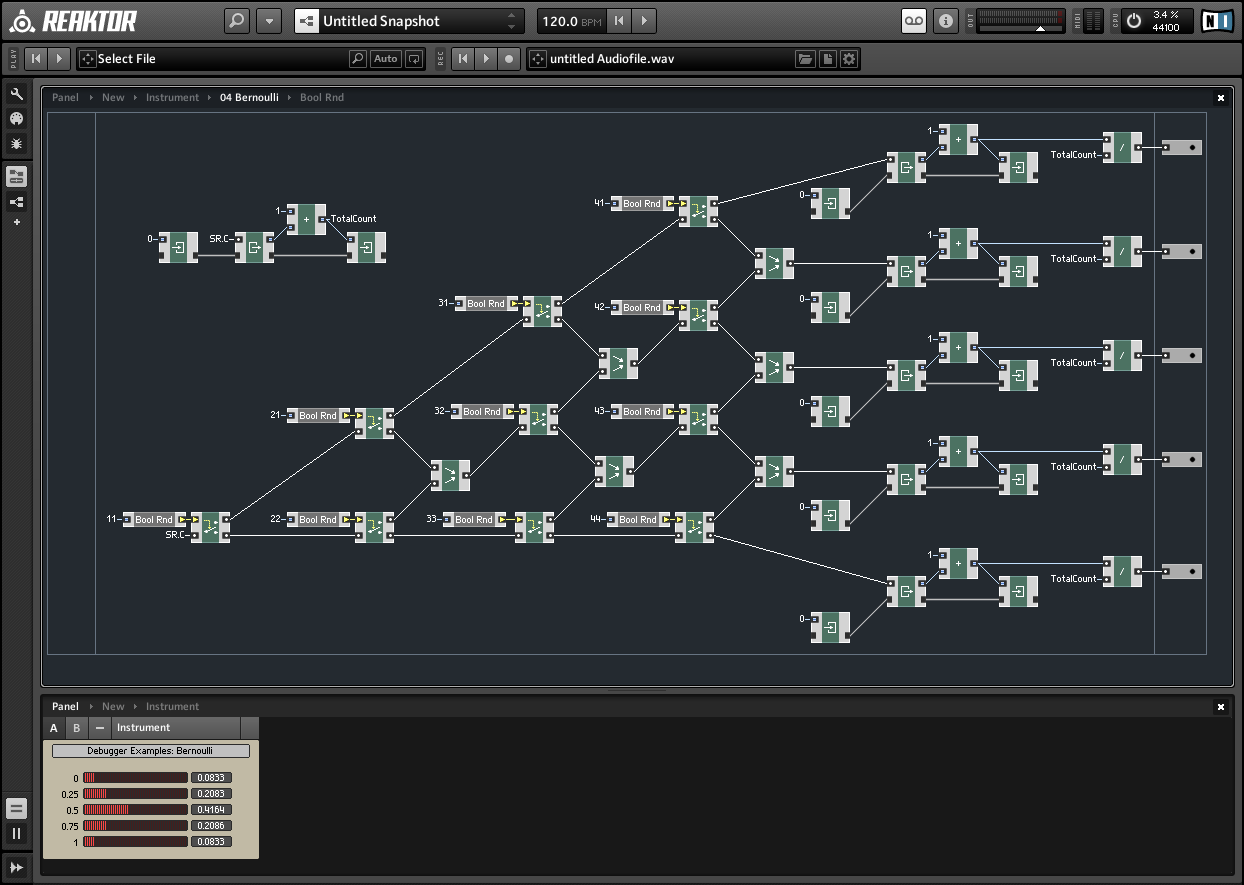 REAKTOR
Untitled Snapshot
120.0 BPM
OUT
MIDI
CPU
3.4 %
44100
NI
PLAY
Select File
Auto
REC
untitled Audiofile.wav
Panel New Instrument 04 Bernoulli Bool Rnd
1
TotalCount
0
41 Bool Rnd
1
TotalCount
0
SR.C
1
TotalCount
0
31 Bool Rnd
42 Bool Rnd
0
1
TotalCount
0
21 Bool Rnd
32 Bool Rnd
43 Bool Rnd
1
TotalCount
0
11 Bool Rnd
SR.C
22 Bool Rnd
33 Bool Rnd
44 Bool Rnd
1
TotalCount
0
Panel New Instrument
A B Instrument
Debugger Examples: Bernoulli
0 0.0833
0.25 0.2083
0.5 0.4164
0.75 0.2086
1 0.0833